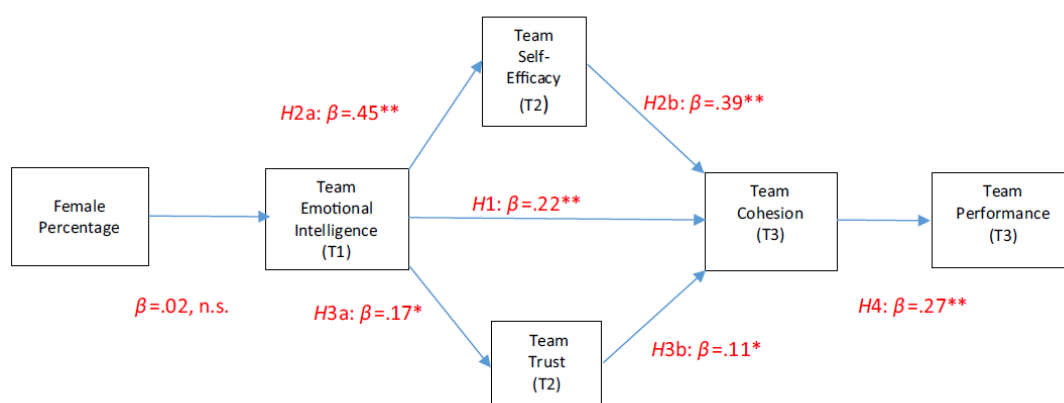 Team
Self-
Efficacy
(T2)
H2a: β=.45**
H2b: β=.39**
Female
Percentage
Team
Emotional
Intelligence
(T1)
H1: β=.22**
Team
Cohesion
(T3)
Team
Performance
(T3)
β=.02, n.s.
H3a: β=.17*
H4: β=.27**
Team
Trust
(T2)
H3b: β=.11*